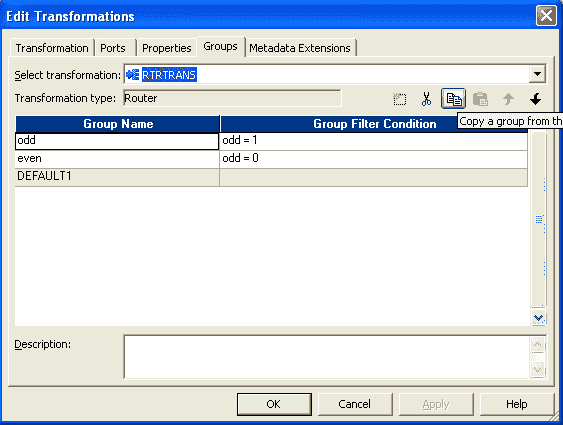 Edit Transformations
Transformation Ports Properties Groups Metadata Extensions
Select transformation: RTRTRANS
Transformation type: Router
Copy a group from th
Group Name Group Filter Condition
odd odd = 1
even odd = 0
DEFAULT1
Description:
OK Cancel Apply Help